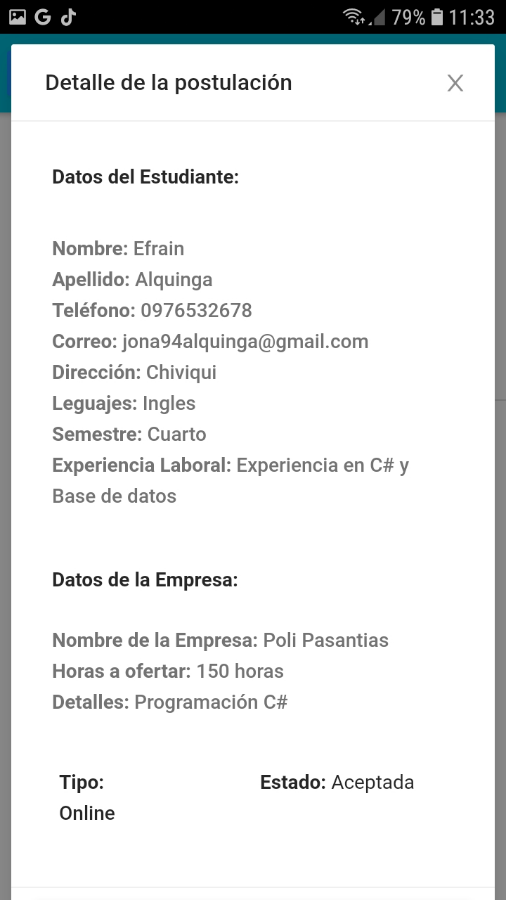 79% 11:33
Detalle de la postulación
Datos del Estudiante:
Nombre: Efrain
Apellido: Alquinga
Teléfono: 0976532678
Correo: jona94alquinga@gmail.com
Dirección: Chiviqui
Leguajes: Ingles
Semestre: Cuarto
Experiencia Laboral: Experiencia en C# y
Base de datos
Datos de la Empresa:
Nombre de la Empresa: Poli Pasantias
Horas a ofertar: 150 horas
Detalles: Programación C#
Tipo: Estado: Aceptada
Online